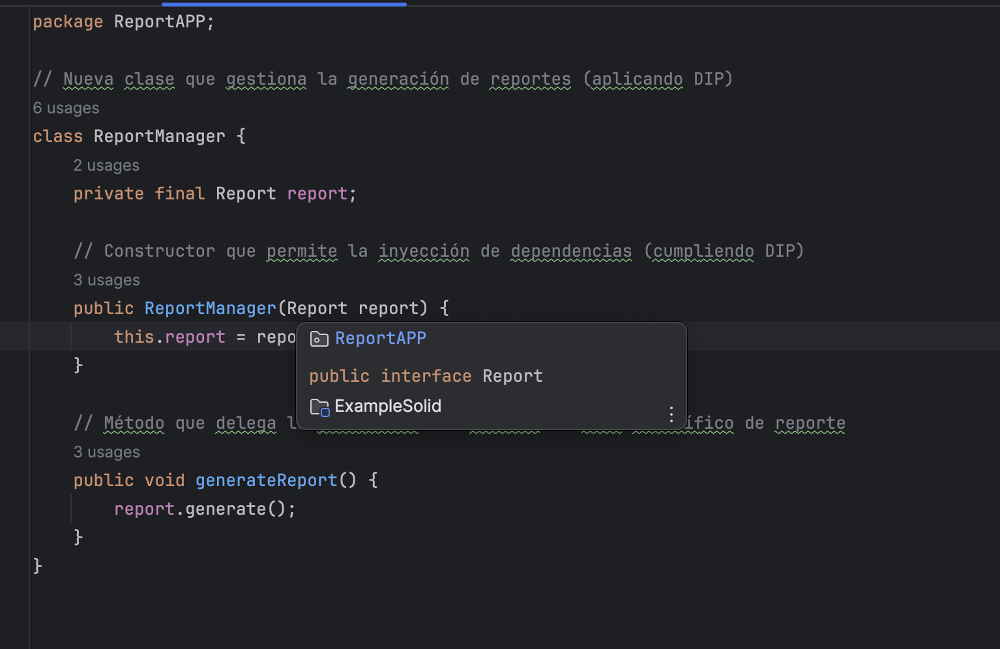 package ReportAPP;
// Nueva clase que gestiona la generación de reportes (aplicando DIP)
6 usages
class ReportManager {
2 usages
private final Report report;
// Constructor que permite la inyección de dependencias (cumpliendo DIP)
3 usages
public ReportManager(Report report) {
this.report = repo
ReportAPP
public interface Report
ExampleSolid
}
// Método que delega l ífico de reporte
3 usages
public void generateReport() {
report.generate();
}
}